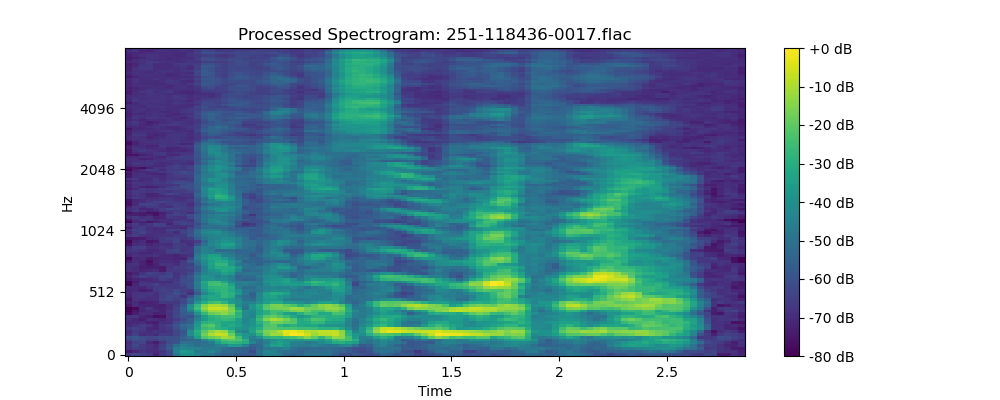 Processed Spectrogram: 251-118436-0017.flac
Hz
4096
2048
1024
512
0
0
0.5
1
1.5
2
2.5
Time
+0 dB
-10 dB
-20 dB
-30 dB
-40 dB
-50 dB
-60 dB
-70 dB
-80 dB